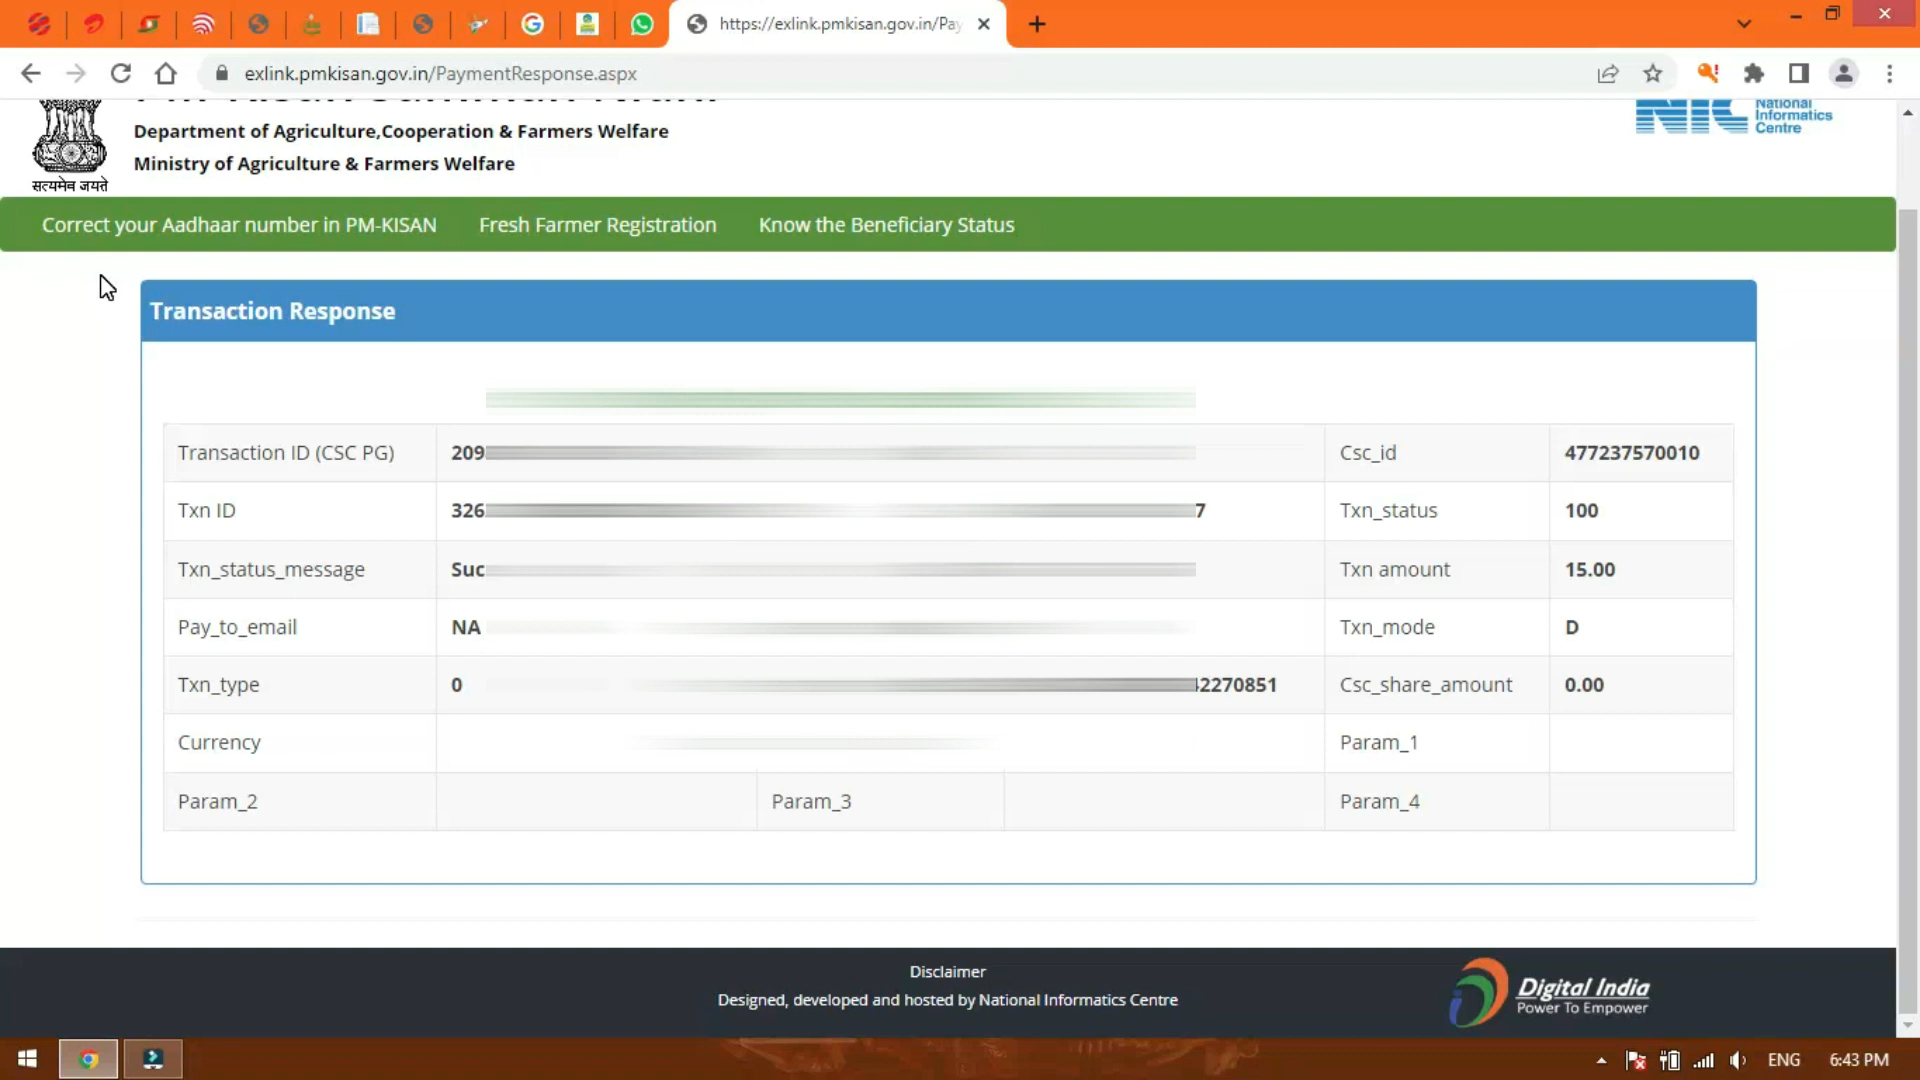 https://exlink.pmkisan.gov.in/Pay
exlink.pmkisan.gov.in/PaymentResponse.aspx
सत्यमेव जयते
Department of Agriculture,Cooperation & Farmers Welfare
Ministry of Agriculture & Farmers Welfare
National
Informatics
Centre
Correct your Aadhaar number in PM-KISAN Fresh Farmer Registration Know the Beneficiary Status
Transaction Response
Transaction ID (CSC PG) 209 Csc_id 477237570010
Txn ID 326 7 Txn_status 100
Txn_status_message Suc Txn amount 15.00
Pay_to_email NA Txn_mode D
Txn_type 0 2270851 Csc_share_amount 0.00
Currency Param_1
Param_2 Param_3 Param_4
Disclaimer
Designed, developed and hosted by National Informatics Centre
Digital India
Power To Empower
ENG 6:43 PM